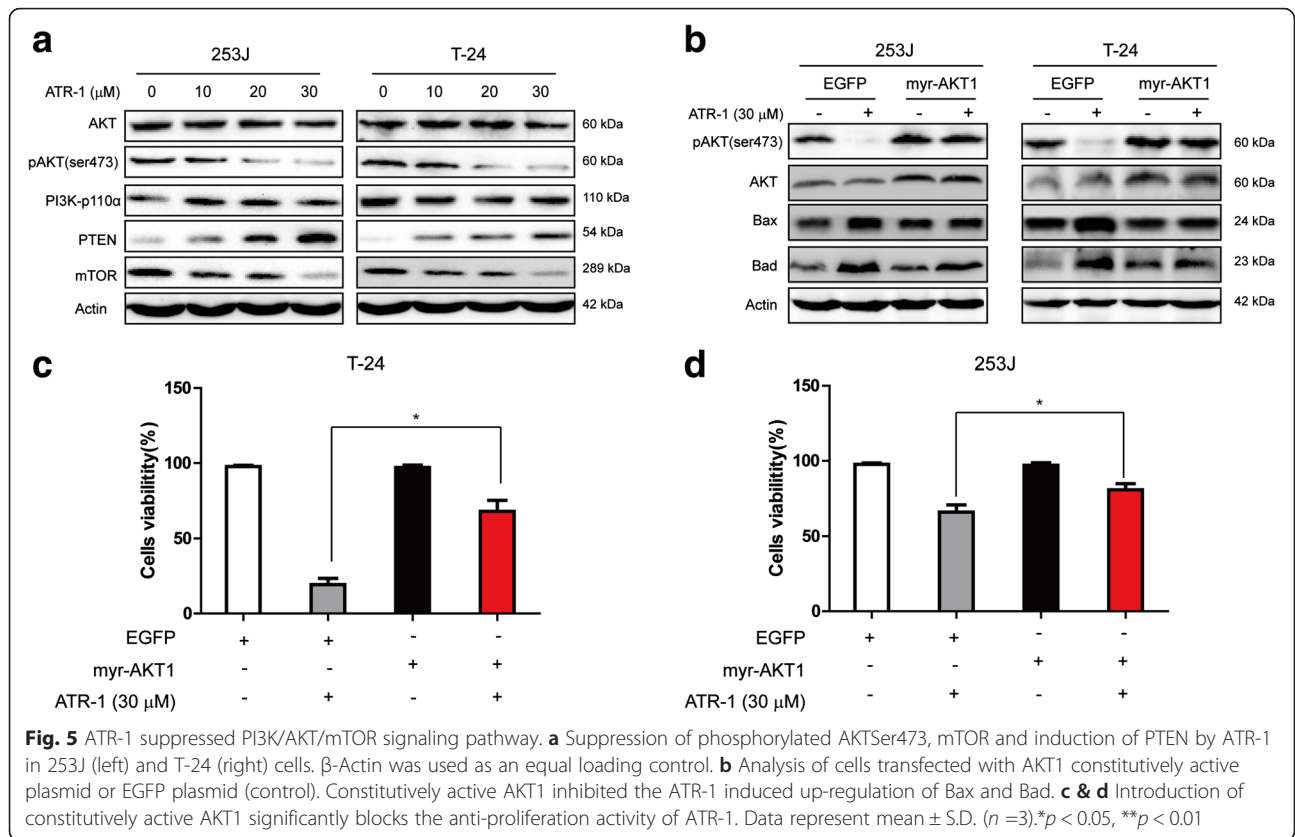 a
253J
T-24
ATR-1 (μM) 0 10 20 30 0 10 20 30
AKT 60 kDa
pAKT(ser473) 60 kDa
PI3K-p110α 110 kDa
PTEN 54 kDa
mTOR 289 kDa
Actin 42 kDa
b
253J
T-24
EGFP myr-AKT1 EGFP myr-AKT1
ATR-1 (30 μM) - + - + - + - +
pAKT(ser473) 60 kDa
AKT 60 kDa
Bax 24 kDa
Bad 23 kDa
Actin 42 kDa
c
T-24
Cells viabilitity(%)
150
100
50
0
*
EGFP + + - -
myr-AKT1 - - + +
ATR-1 (30 μM) - + - +
d
253J
Cells viabilitity(%)
150
100
50
0
*
EGFP + + - -
myr-AKT1 - - + +
ATR-1 (30 μM) - + - +
Fig. 5 ATR-1 suppressed PI3K/AKT/mTOR signaling pathway. a Suppression of phosphorylated AKTSer473, mTOR and induction of PTEN by ATR-1
in 253J (left) and T-24 (right) cells. β-Actin was used as an equal loading control. b Analysis of cells transfected with AKT1 constitutively active
plasmid or EGFP plasmid (control). Constitutively active AKT1 inhibited the ATR-1 induced up-regulation of Bax and Bad. c & d Introduction of
constitutively active AKT1 significantly blocks the anti-proliferation activity of ATR-1. Data represent mean ± S.D. (n =3).*p < 0.05, **p < 0.01